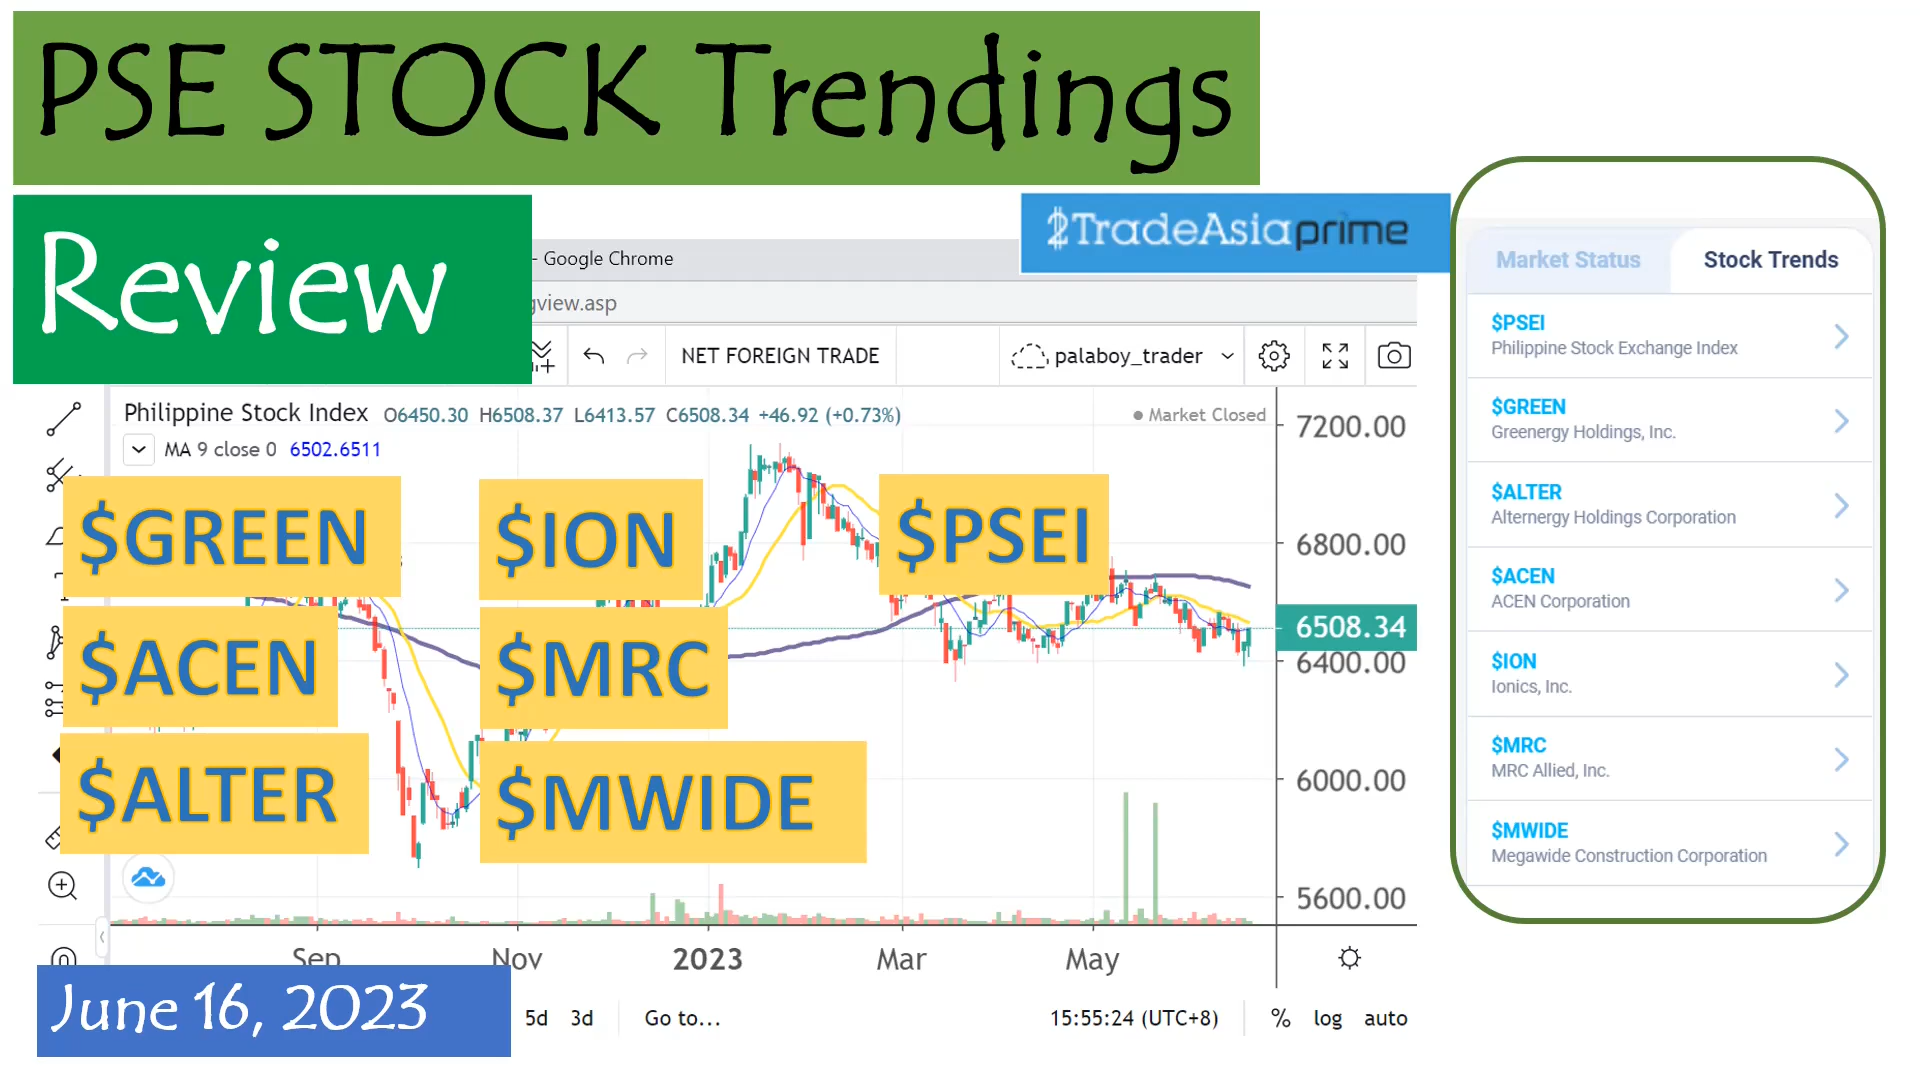 PSE STOCK Trendings
Review
TradeAsiaprime
- Google Chrome
gview.asp
NET FOREIGN TRADE
palaboy_trader
Philippine Stock Index O6450.30 H6508.37 L6413.57 C6508.34 +46.92 (+0.73%)
Market Closed
MA 9 close 0 6502.6511
$GREEN
$ION
$PSEI
$ACEN
$MRC
$ALTER
$MWIDE
7200.00
6800.00
6508.34
6400.00
6000.00
5600.00
Sep
Nov
2023
Mar
May
June 16, 2023
5d 3d Go to...
15:55:24 (UTC+8)
% log auto
Market Status
Stock Trends
$PSEI
Philippine Stock Exchange Index
$GREEN
Greenergy Holdings, Inc.
$ALTER
Alternergy Holdings Corporation
$ACEN
ACEN Corporation
$ION
Ionics, Inc.
$MRC
MRC Allied, Inc.
$MWIDE
Megawide Construction Corporation